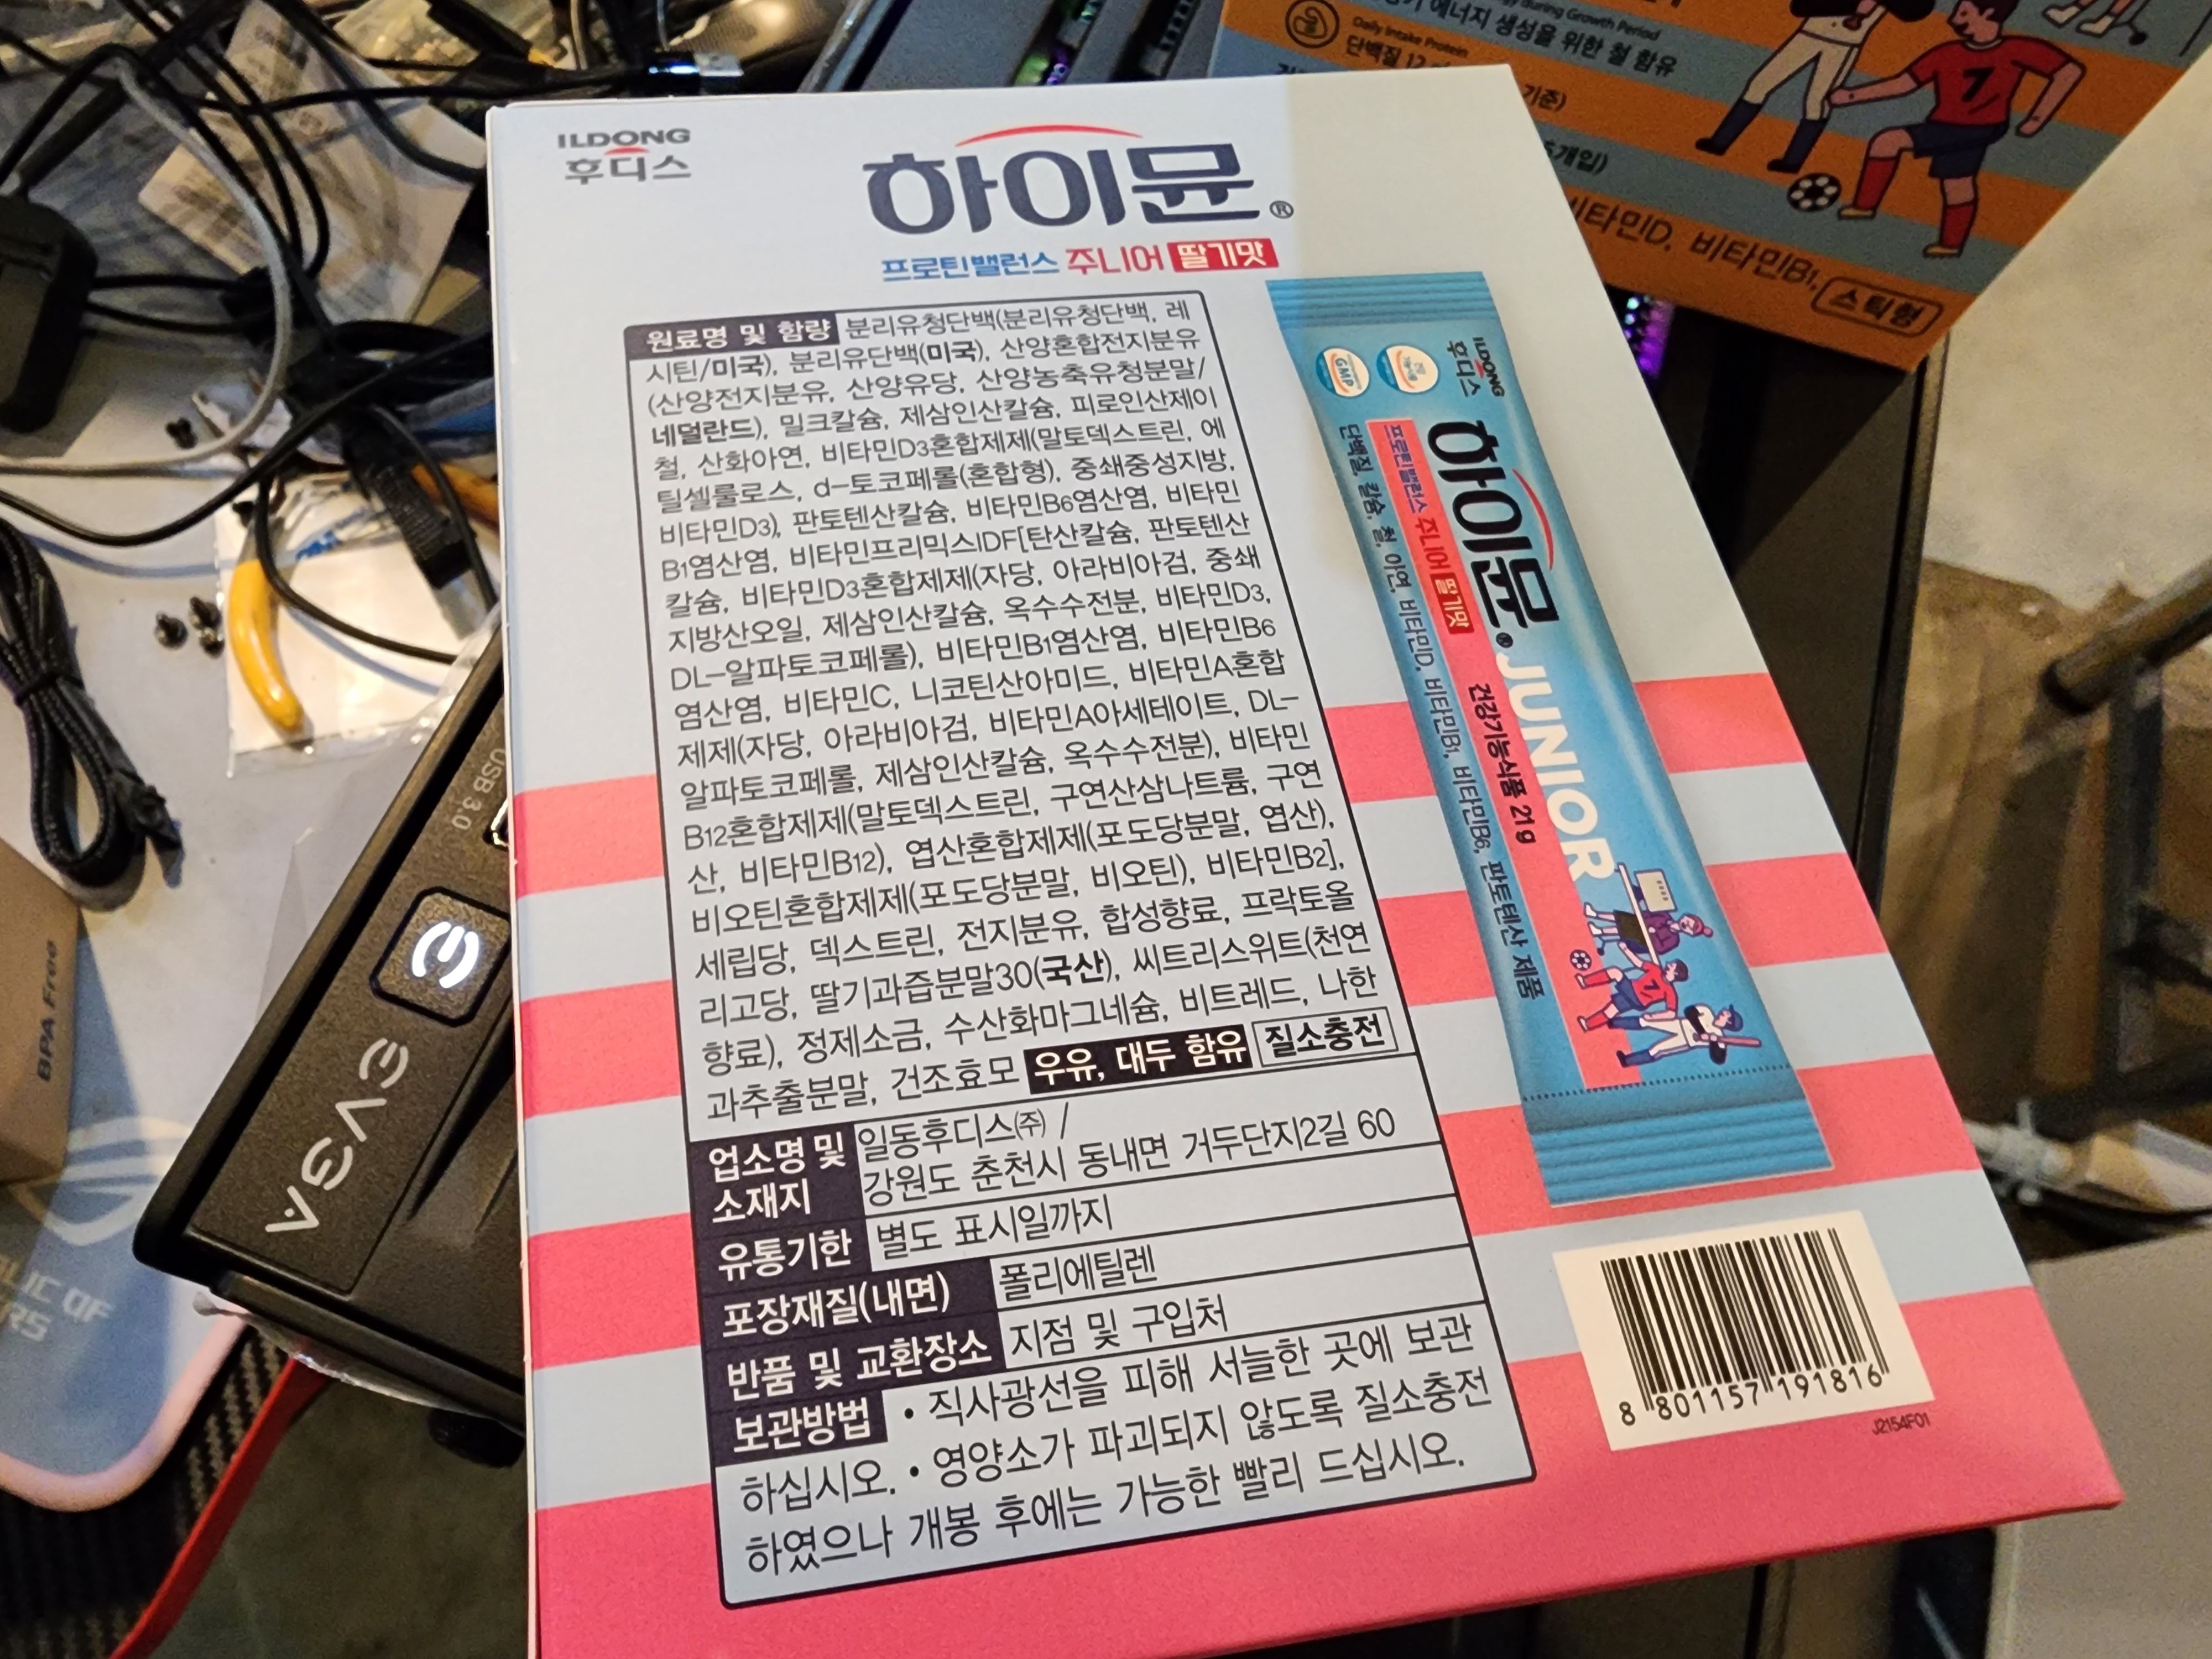 ILDONG
후디스
하이뮨®
프로틴밸런스 주니어 딸기맛
원료명 및 함량 분리유청단백(분리유청단백, 레
시틴/미국), 분리유단백(미국), 산양혼합전지분유
(산양전지분유, 산양유당, 산양농축유청분말/
네덜란드), 밀크칼슘, 제삼인산칼슘, 피로인산제이
철, 산화아연, 비타민D3혼합제제(말토덱스트린, 에
틸셀룰로스, d-토코페롤(혼합형), 중쇄중성지방,
비타민D3), 판토텐산칼슘, 비타민B6염산염, 비타민
B1염산염, 비타민프리믹스IDF[탄산칼슘, 판토텐산
칼슘, 비타민D3혼합제제(자당, 아라비아검, 중쇄
지방산오일, 제삼인산칼슘, 옥수수전분, 비타민D3,
DL-알파토코페롤), 비타민B1염산염, 비타민B6
염산염, 비타민C, 니코틴산아미드, 비타민A혼합
제제(자당, 아라비아검, 비타민A아세테이트, DL-
알파토코페롤, 제삼인산칼슘, 옥수수전분), 비타민
B12혼합제제(말토덱스트린, 구연산삼나트륨, 구연
산, 비타민B12), 엽산혼합제제(포도당분말, 엽산),
비오틴혼합제제(포도당분말, 비오틴), 비타민B2],
세립당, 덱스트린, 전지분유, 합성향료, 프락토올
리고당, 딸기과즙분말30(국산), 씨트리스위트(천연
향료), 정제소금, 수산화마그네슘, 비트레드, 나한
과추출분말, 건조효모 우유, 대두 함유 질소충전
업소명 및 소재지 일동후디스㈜ /
강원도 춘천시 동내면 거두단지2길 60
유통기한 별도 표시일까지
포장재질(내면) 폴리에틸렌
반품 및 교환장소 지점 및 구입처
보관방법 • 직사광선을 피해 서늘한 곳에 보관
하십시오. • 영양소가 파괴되지 않도록 질소충전
하였으나 개봉 후에는 가능한 빨리 드십시오.
ILDONG
후디스
GMP
하이뮨® JUNIOR
프로틴밸런스 주니어 딸기맛
건강기능식품 21g
단백질, 칼슘, 철, 아연, 비타민D, 비타민B1, 비타민B6, 판토텐산 제품
8 801157 191816
J2154F01
during Growth Period
에너지 생성을 위한 철 함유
Daily Intake Protein
단백질 12
기준)
개입)
비타민D, 비타민B1,
스틱형
USB 3.0
EVGA
BPA Free